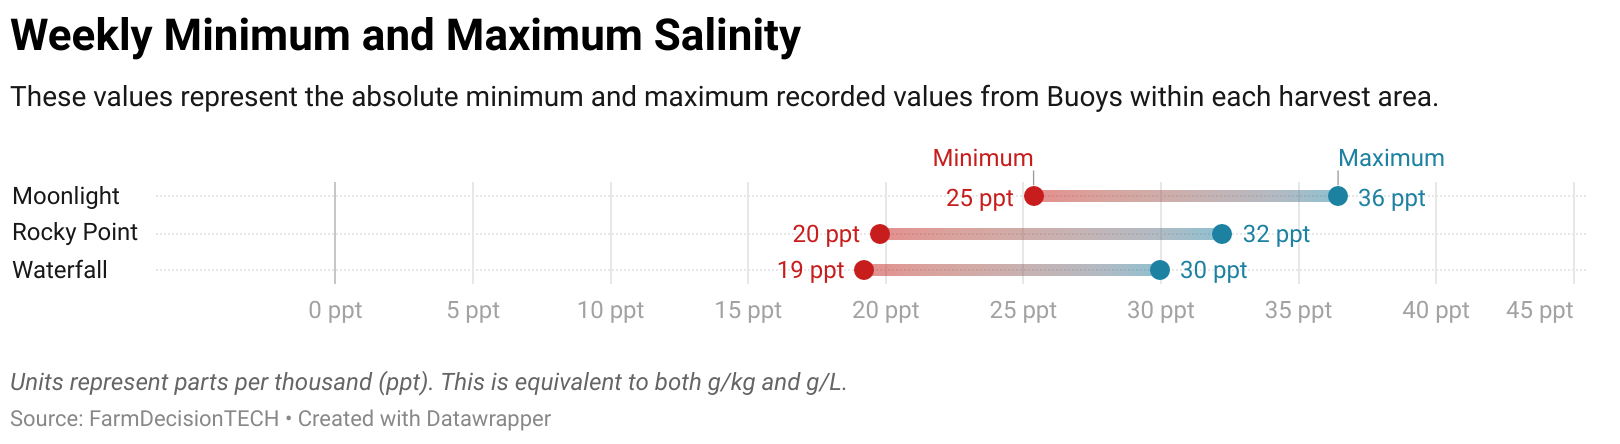 Weekly Minimum and Maximum Salinity
These values represent the absolute minimum and maximum recorded values from Buoys within each harvest area.
Minimum Maximum
Moonlight 25 ppt 36 ppt
Rocky Point 20 ppt 32 ppt
Waterfall 19 ppt 30 ppt
0 ppt 5 ppt 10 ppt 15 ppt 20 ppt 25 ppt 30 ppt 35 ppt 40 ppt 45 ppt
Units represent parts per thousand (ppt). This is equivalent to both g/kg and g/L.
Source: FarmDecisionTECH • Created with Datawrapper